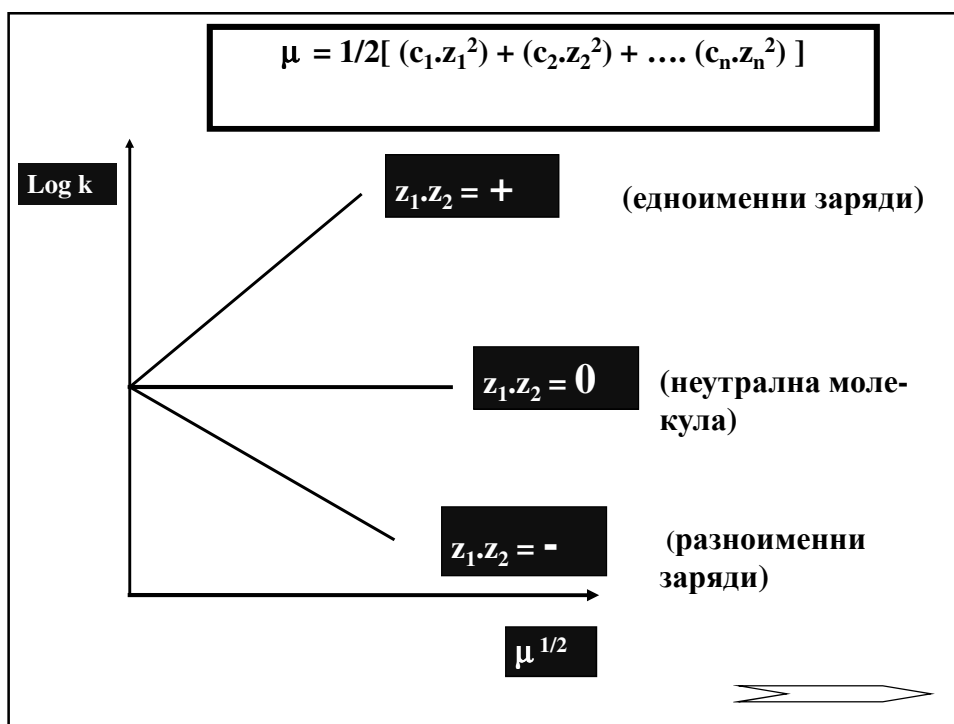 μ = 1/2[ (c₁.z₁²) + (c₂.z₂²) + …. (cₙ.zₙ²) ]
Log k
z₁.z₂ = +
(едноименни заряди)
z₁.z₂ = 0
(неутрална моле-
кула)
z₁.z₂ = -
(разноименни
заряди)
μ ¹/²